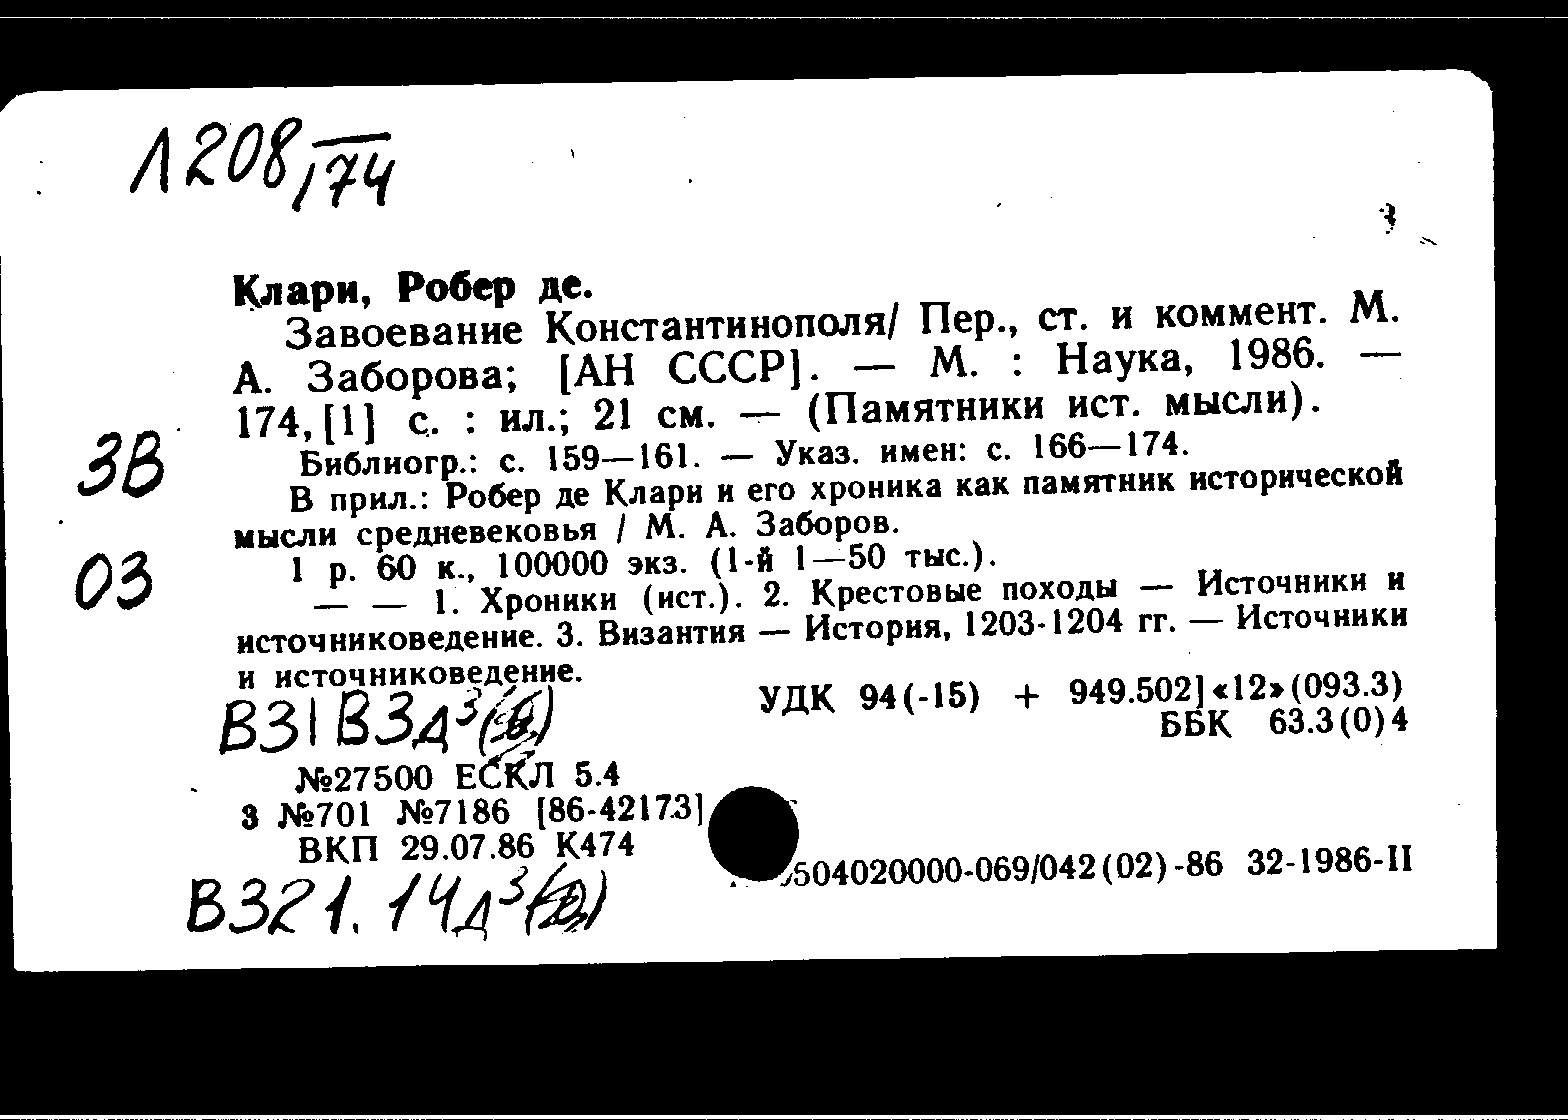 Л208/174
Клари, Робер де.
Завоевание Константинополя/ Пер., ст. и коммент. М.
А. Заборова; [АН СССР]. — М. : Наука, 1986. —
174,[1] с. : ил.; 21 см. — (Памятники ист. мысли).
Библиогр.: с. 159—161. — Указ. имен: с. 166—174.
3В
В прил.: Робер де Клари и его хроника как памятник исторической
мысли средневековья / М. А. Заборов.
1 р. 60 к., 100000 экз. (1-й 1—50 тыс.).
03
— — 1. Хроники (ист.). 2. Крестовые походы — Источники и
источниковедение. 3. Византия — История, 1203-1204 гг. — Источники
и источниковедение.
УДК 94(-15) + 949.502]«12»(093.3)
ББК 63.3(0)4
В31В3д³
№27500 ЕСКЛ 5.4
3 №701 №7186 [86-42173]
ВКП 29.07.86 К474
504020000-069/042(02)-86 32-1986-II
В321.14д³